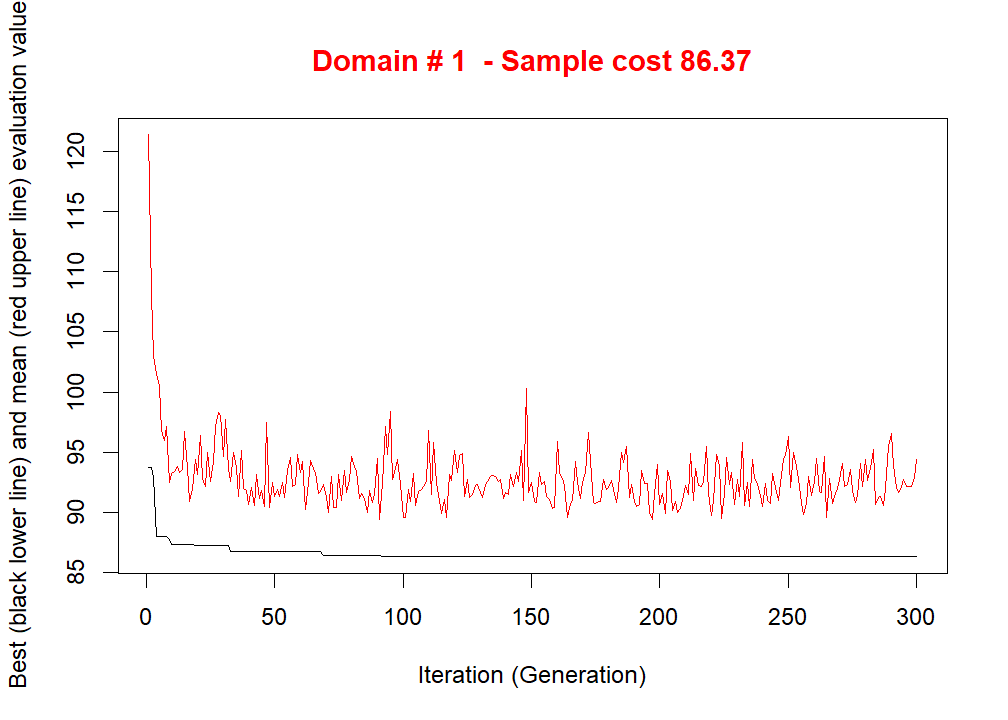 Domain # 1  - Sample cost 86.37
Best (black lower line) and mean (red upper line) evaluation value
120
115
110
105
100
95
90
85
0 50 100 150 200 250 300
Iteration (Generation)